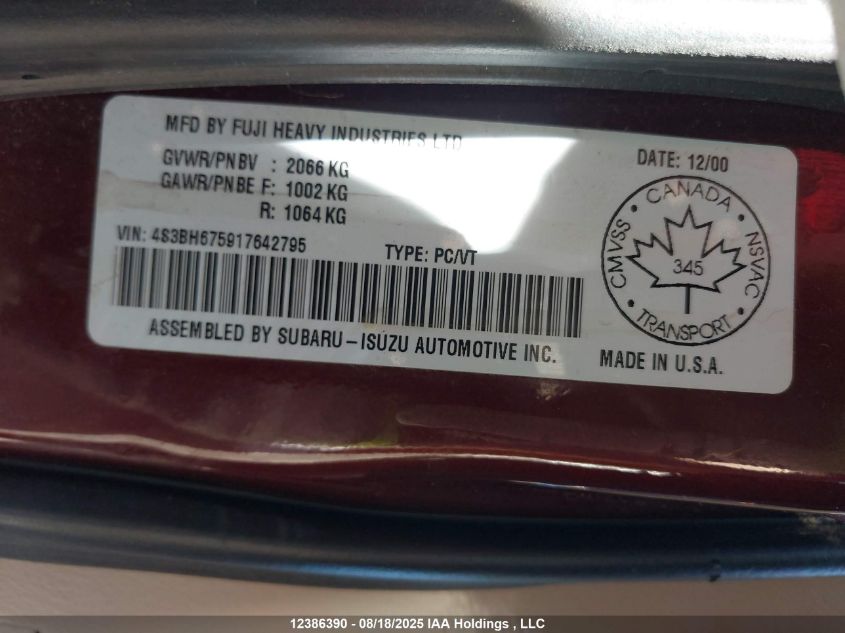 MFD BY FUJI HEAVY INDUSTRIES LTD
GVWR/PNBV : 2066 KG
GAWR/PNBE F: 1002 KG
R: 1064 KG
VIN: 4S3BH675917642795
TYPE: PC/VT
ASSEMBLED BY SUBARU-ISUZU AUTOMOTIVE INC.
DATE: 12/00
CANADA
CMVSS
NSVAC
345
TRANSPORT
MADE IN U.S.A.
12386390 - 08/18/2025 IAA Holdings , LLC